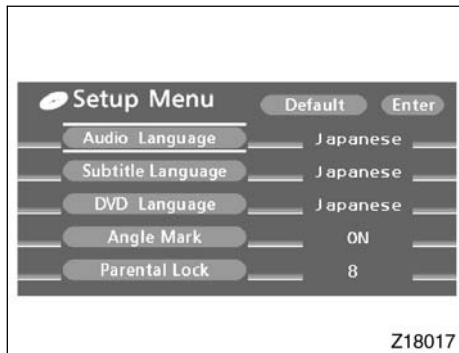 Setup Menu Default Enter
Audio Language Japanese
Subtitle Language Japanese
DVD Language Japanese
Angle Mark ON
Parental Lock 8
Z18017